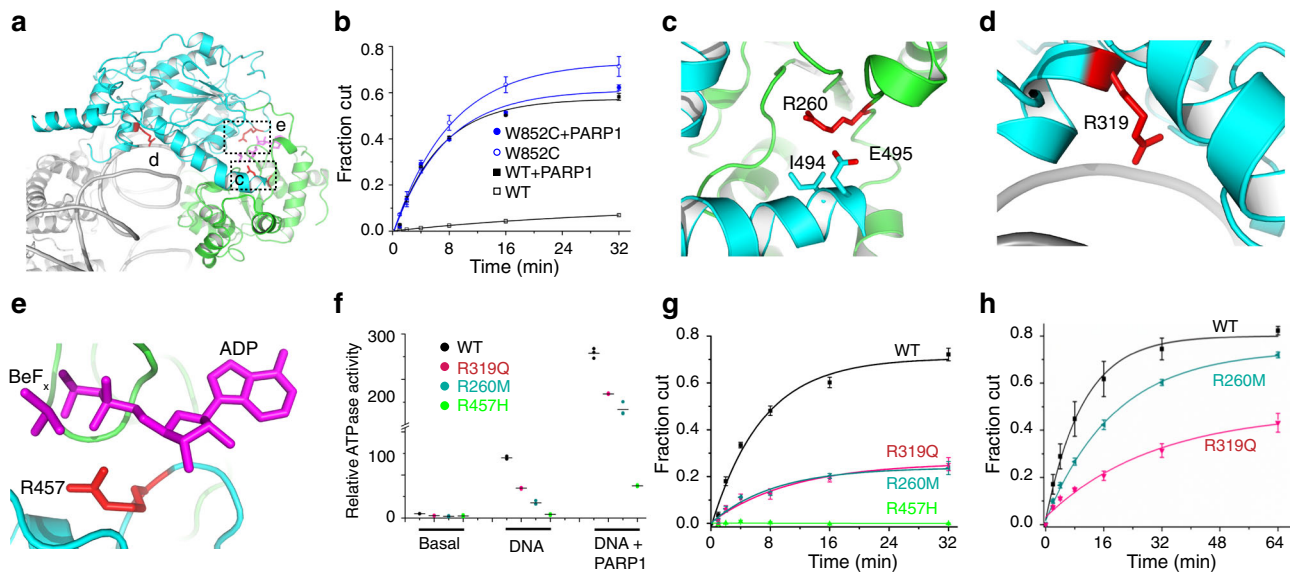 a
e
d
c
b
Fraction cut
0.8
0.6
0.4
0.2
0.0
W852C+PARP1
W852C
WT+PARP1
WT
0 8 16 24 32
Time (min)
c
R260
I494
E495
d
R319
e
ADP
BeFx
R457
f
Relative ATPase activity
300
200
100
0
WT
R319Q
R260M
R457H
Basal
DNA
DNA +
PARP1
g
Fraction cut
0.8
0.6
0.4
0.2
0.0
WT
R319Q
R260M
R457H
0 8 16 24 32
Time (min)
h
Fraction cut
0.8
0.6
0.4
0.2
0.0
WT
R260M
R319Q
0 16 32 48 64
Time (min)